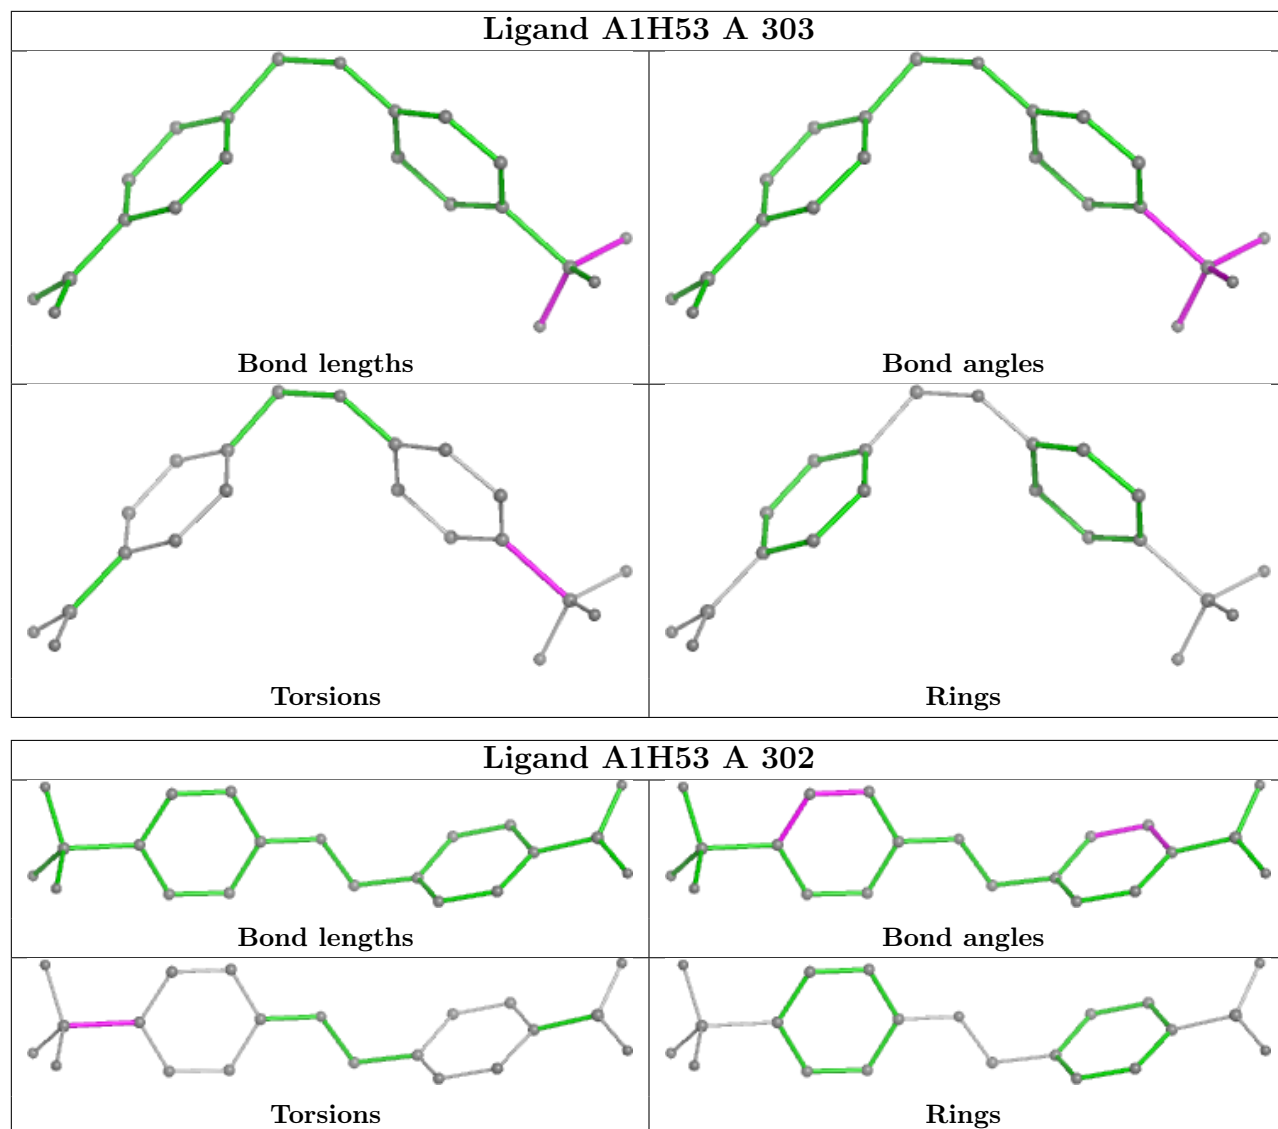 Ligand A1H53 A 303
Bond lengths
Bond angles
Torsions
Rings
Ligand A1H53 A 302
Bond lengths
Bond angles
Torsions
Rings